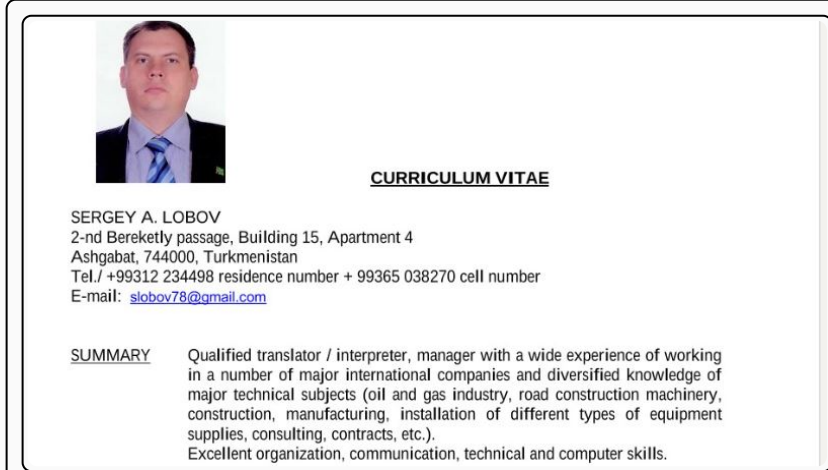 CURRICULUM VITAE
SERGEY A. LOBOV
2-nd Bereketly passage, Building 15, Apartment 4
Ashgabat, 744000, Turkmenistan
Tel./ +99312 234498 residence number + 99365 038270 cell number
E-mail: slobov78@gmail.com
SUMMARY Qualified translator / interpreter, manager with a wide experience of working
in a number of major international companies and diversified knowledge of
major technical subjects (oil and gas industry, road construction machinery,
construction, manufacturing, installation of different types of equipment
supplies, consulting, contracts, etc.).
Excellent organization, communication, technical and computer skills.